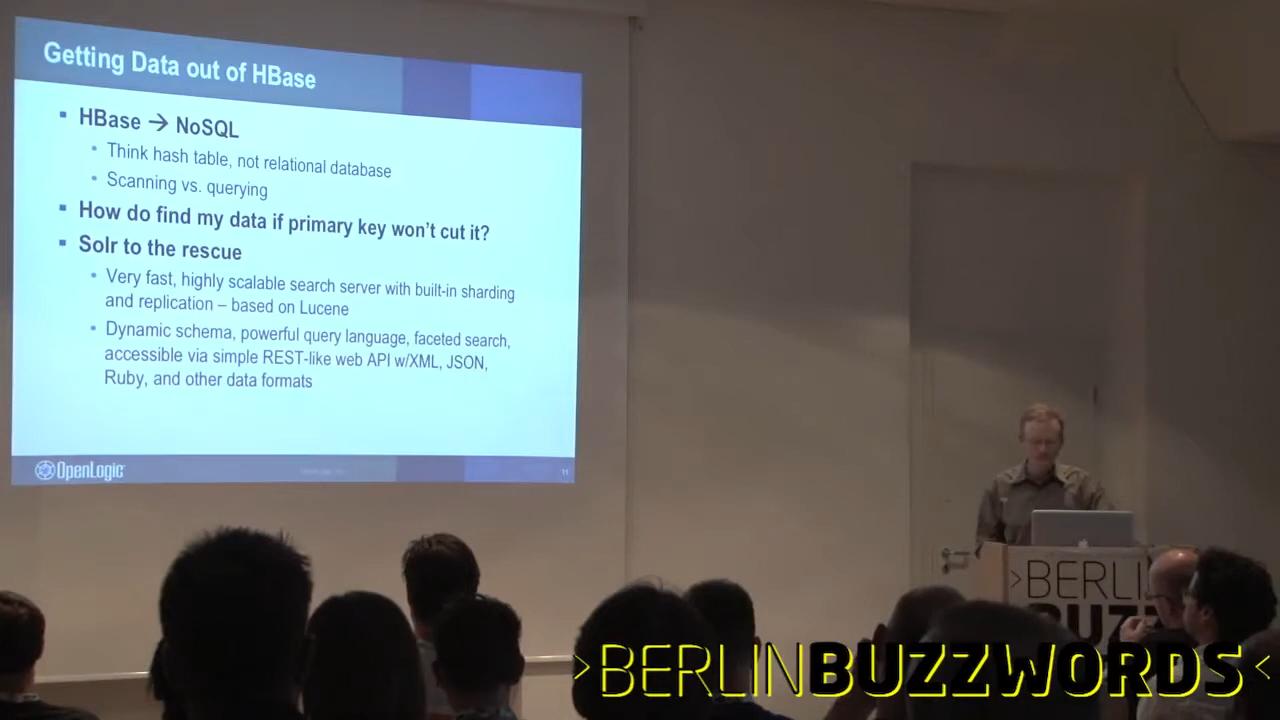 Getting Data out of HBase
▪ HBase → NoSQL
• Think hash table, not relational database
• Scanning vs. querying
▪ How do find my data if primary key won't cut it?
▪ Solr to the rescue
• Very fast, highly scalable search server with built-in sharding
and replication – based on Lucene
• Dynamic schema, powerful query language, faceted search,
accessible via simple REST-like web API w/XML, JSON,
Ruby, and other data formats
OpenLogic
11
>BERLIN
BUZZ
>BERLINBUZZWORDS<